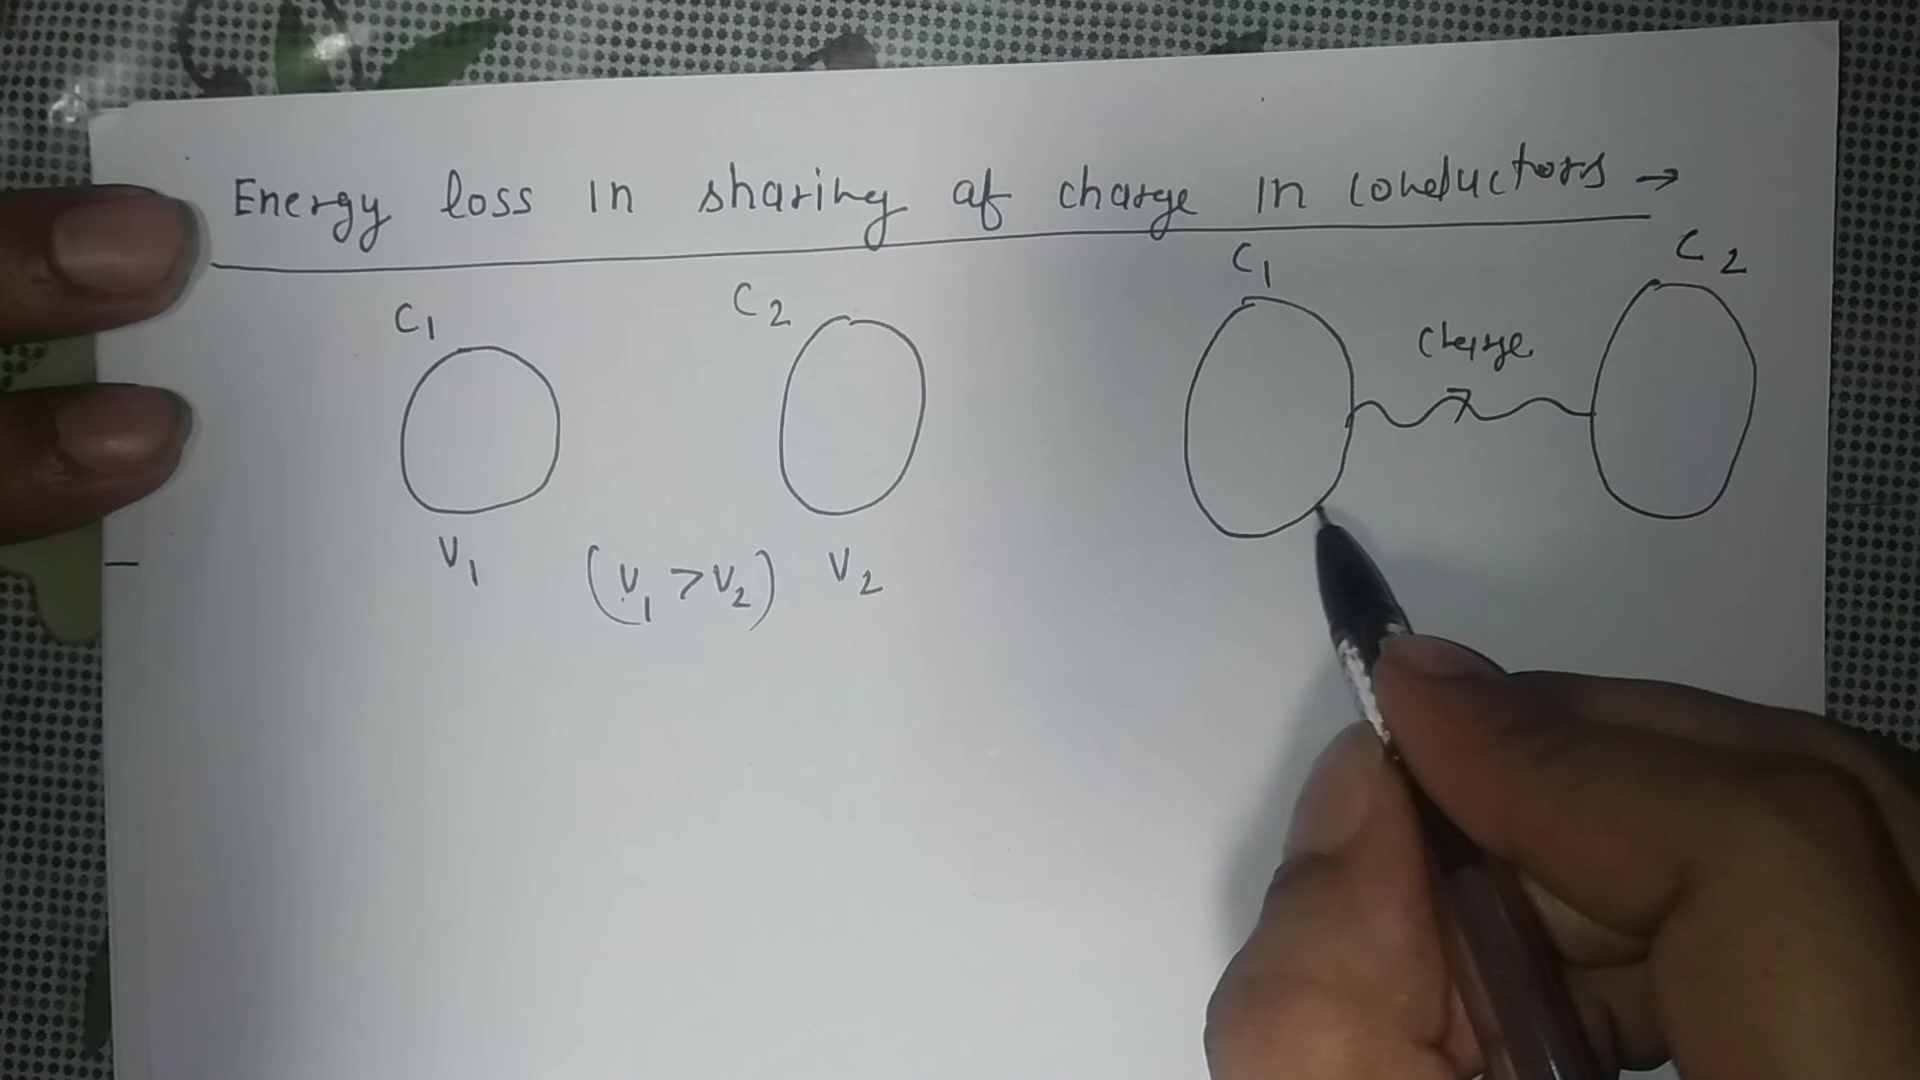 Energy loss in sharing of charge in conductors →
C1 C2 C1 C2
charge
V1 (V1 > V2) V2